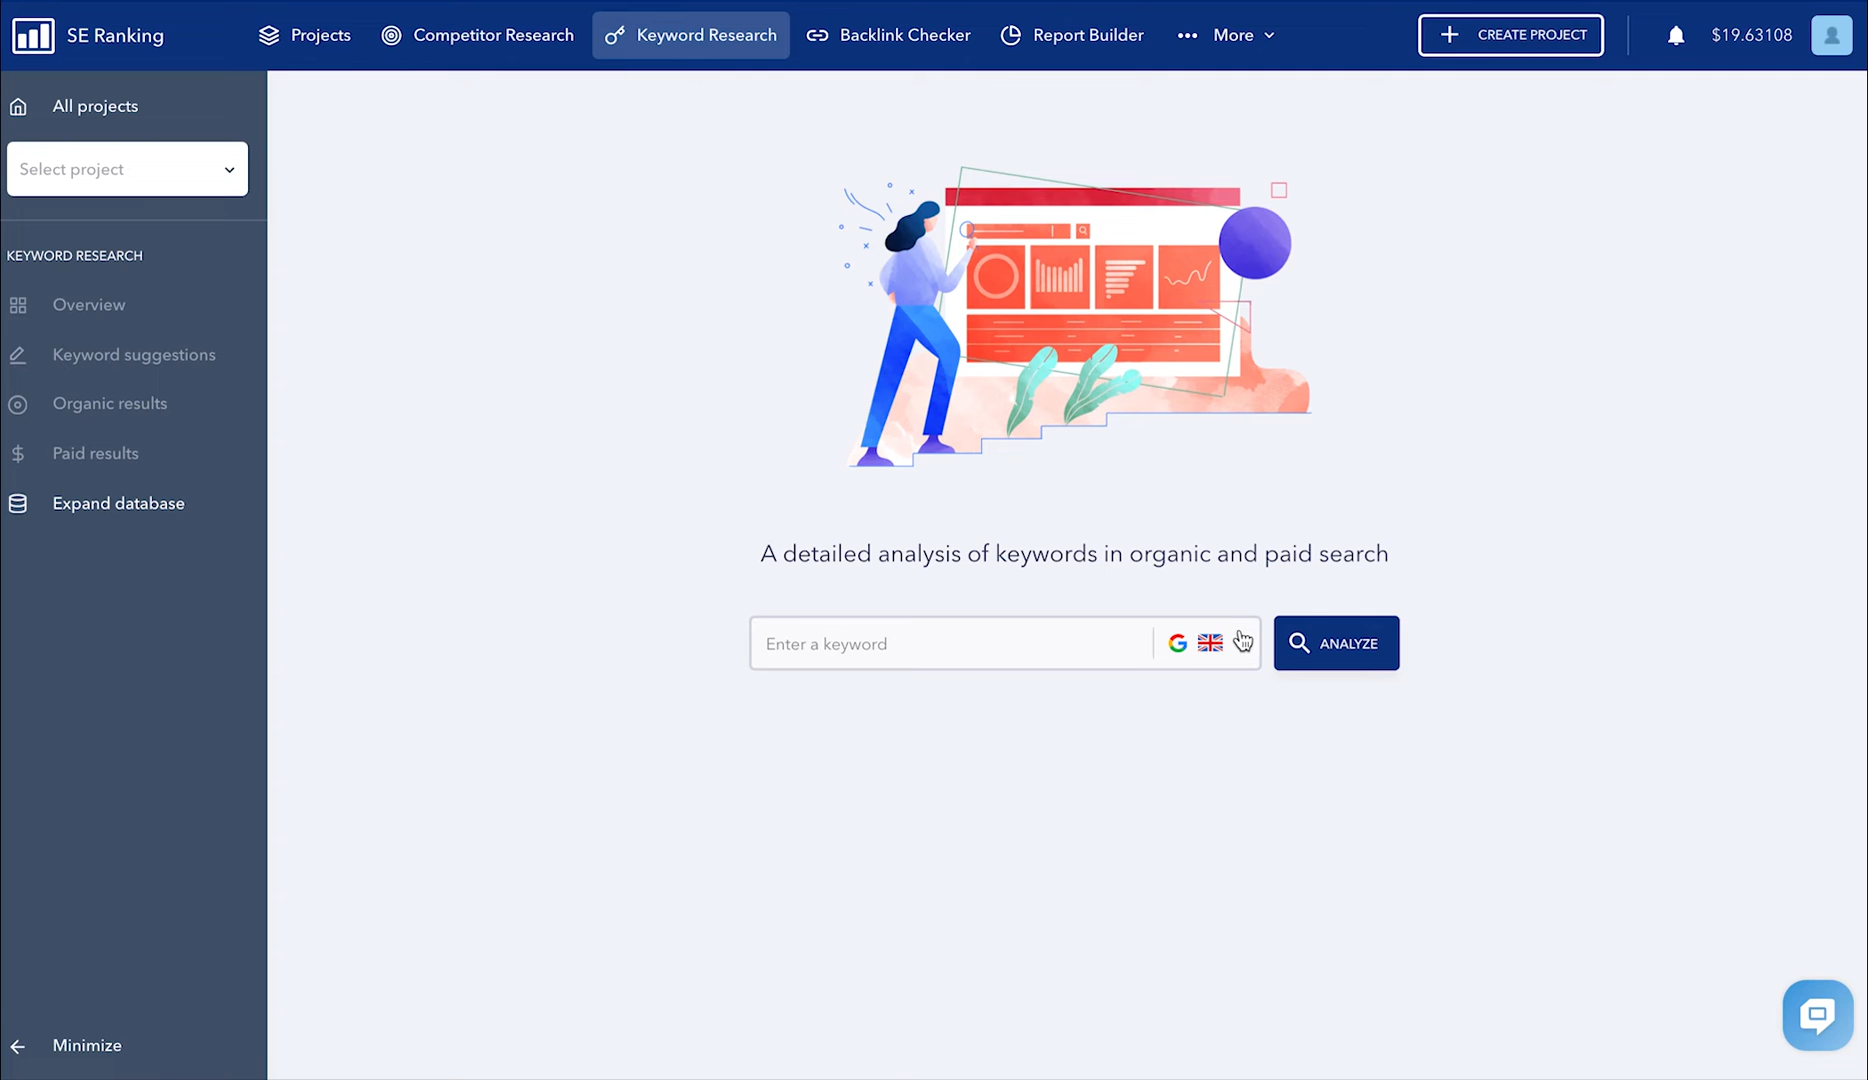 SE Ranking
Projects
Competitor Research
Keyword Research
Backlink Checker
Report Builder
More
CREATE PROJECT
$19.63108
All projects
Select project
KEYWORD RESEARCH
Overview
Keyword suggestions
Organic results
Paid results
Expand database
A detailed analysis of keywords in organic and paid search
Enter a keyword
ANALYZE
Minimize